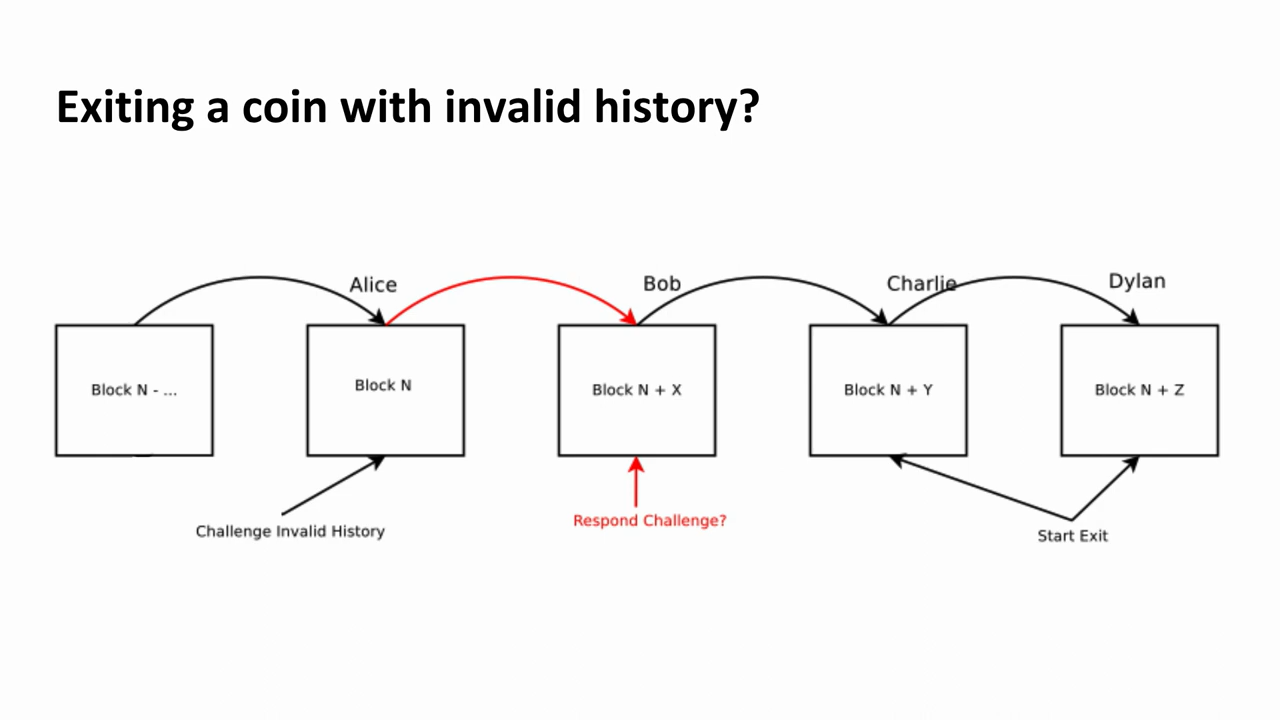 Exiting a coin with invalid history?
Alice
Bob
Charlie
Dylan
Block N - ...
Block N
Block N + X
Block N + Y
Block N + Z
Challenge Invalid History
Respond Challenge?
Start Exit